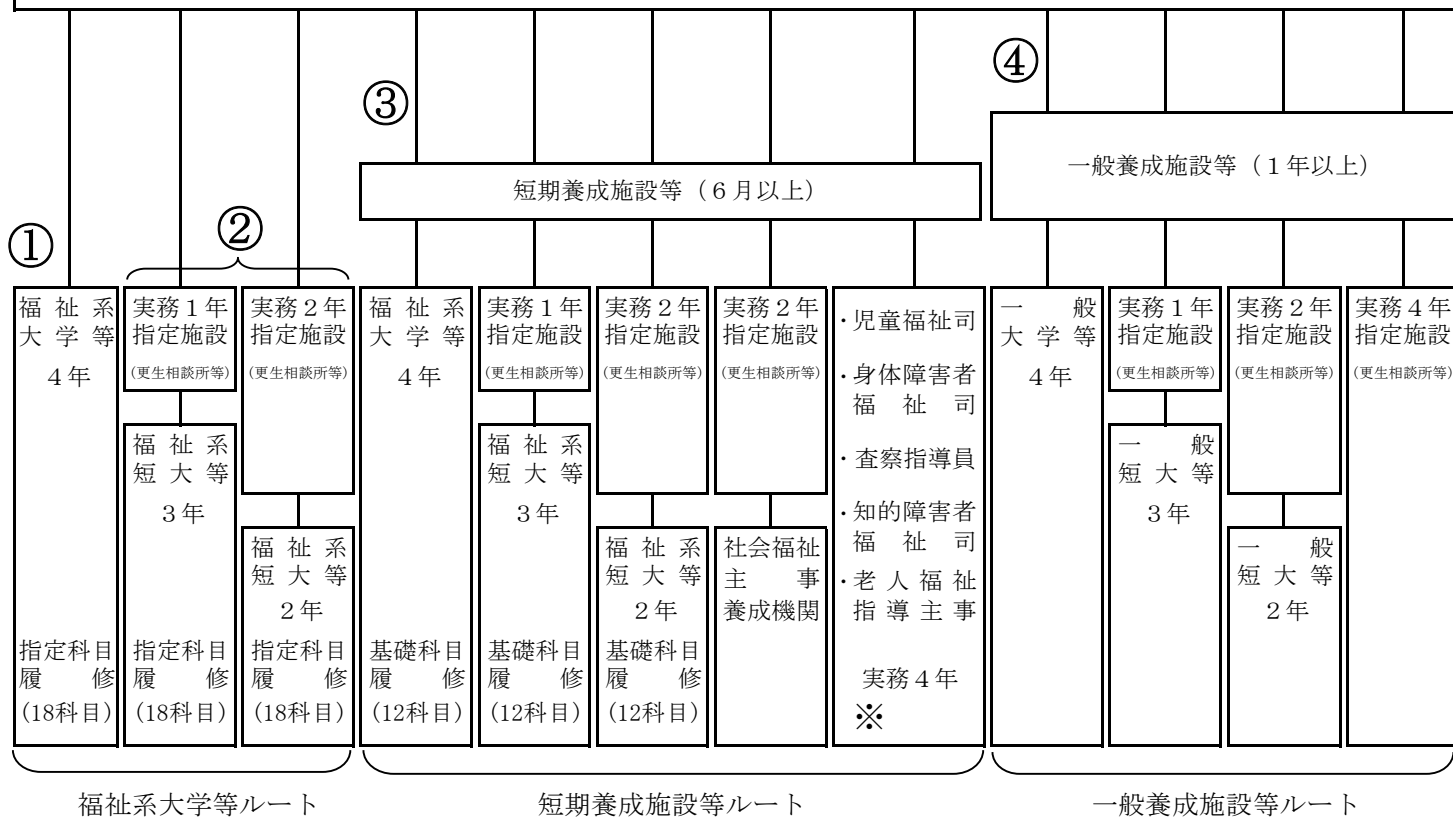 ④
③
一般養成施設等（１年以上）
短期養成施設等（６月以上）
②
①
福祉系
大学等
４年
指定科目
履修
(18科目)
実務１年
指定施設
(更生相談所等)
福祉系
短大等
３年
指定科目
履修
(18科目)
実務２年
指定施設
(更生相談所等)
福祉系
短大等
２年
指定科目
履修
(18科目)
福祉系
大学等
４年
基礎科目
履修
(12科目)
実務１年
指定施設
(更生相談所等)
福祉系
短大等
３年
基礎科目
履修
(12科目)
実務２年
指定施設
(更生相談所等)
福祉系
短大等
２年
基礎科目
履修
(12科目)
実務２年
指定施設
(更生相談所等)
社会福祉
主事
養成機関
・児童福祉司
・身体障害者
福祉司
・査察指導員
・知的障害者
福祉司
・老人福祉
指導主事
実務４年
※
一般
大学等
４年
実務１年
指定施設
(更生相談所等)
一般
短大等
３年
実務２年
指定施設
(更生相談所等)
一般
短大等
２年
実務４年
指定施設
(更生相談所等)
福祉系大学等ルート
短期養成施設等ルート
一般養成施設等ルート